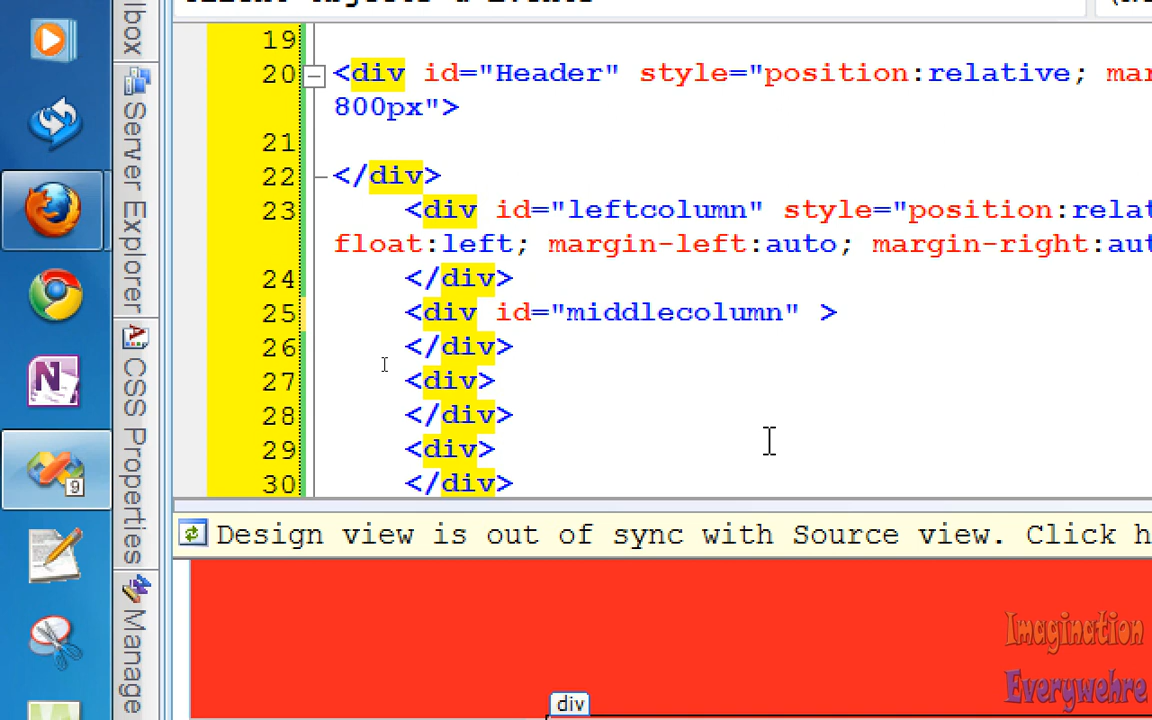 19
20 <div id="Header" style="position:relative; mar
800px">
21
22 </div>
23 <div id="leftcolumn" style="position:relat
float:left; margin-left:auto; margin-right:aut
24 </div>
25 <div id="middlecolumn" >
26 </div>
27 <div>
28 </div>
29 <div>
30 </div>
lbox
Server Explorer
CSS Properties
Manage
9
Design view is out of sync with Source view. Click h
Imagination
Everywehre
div